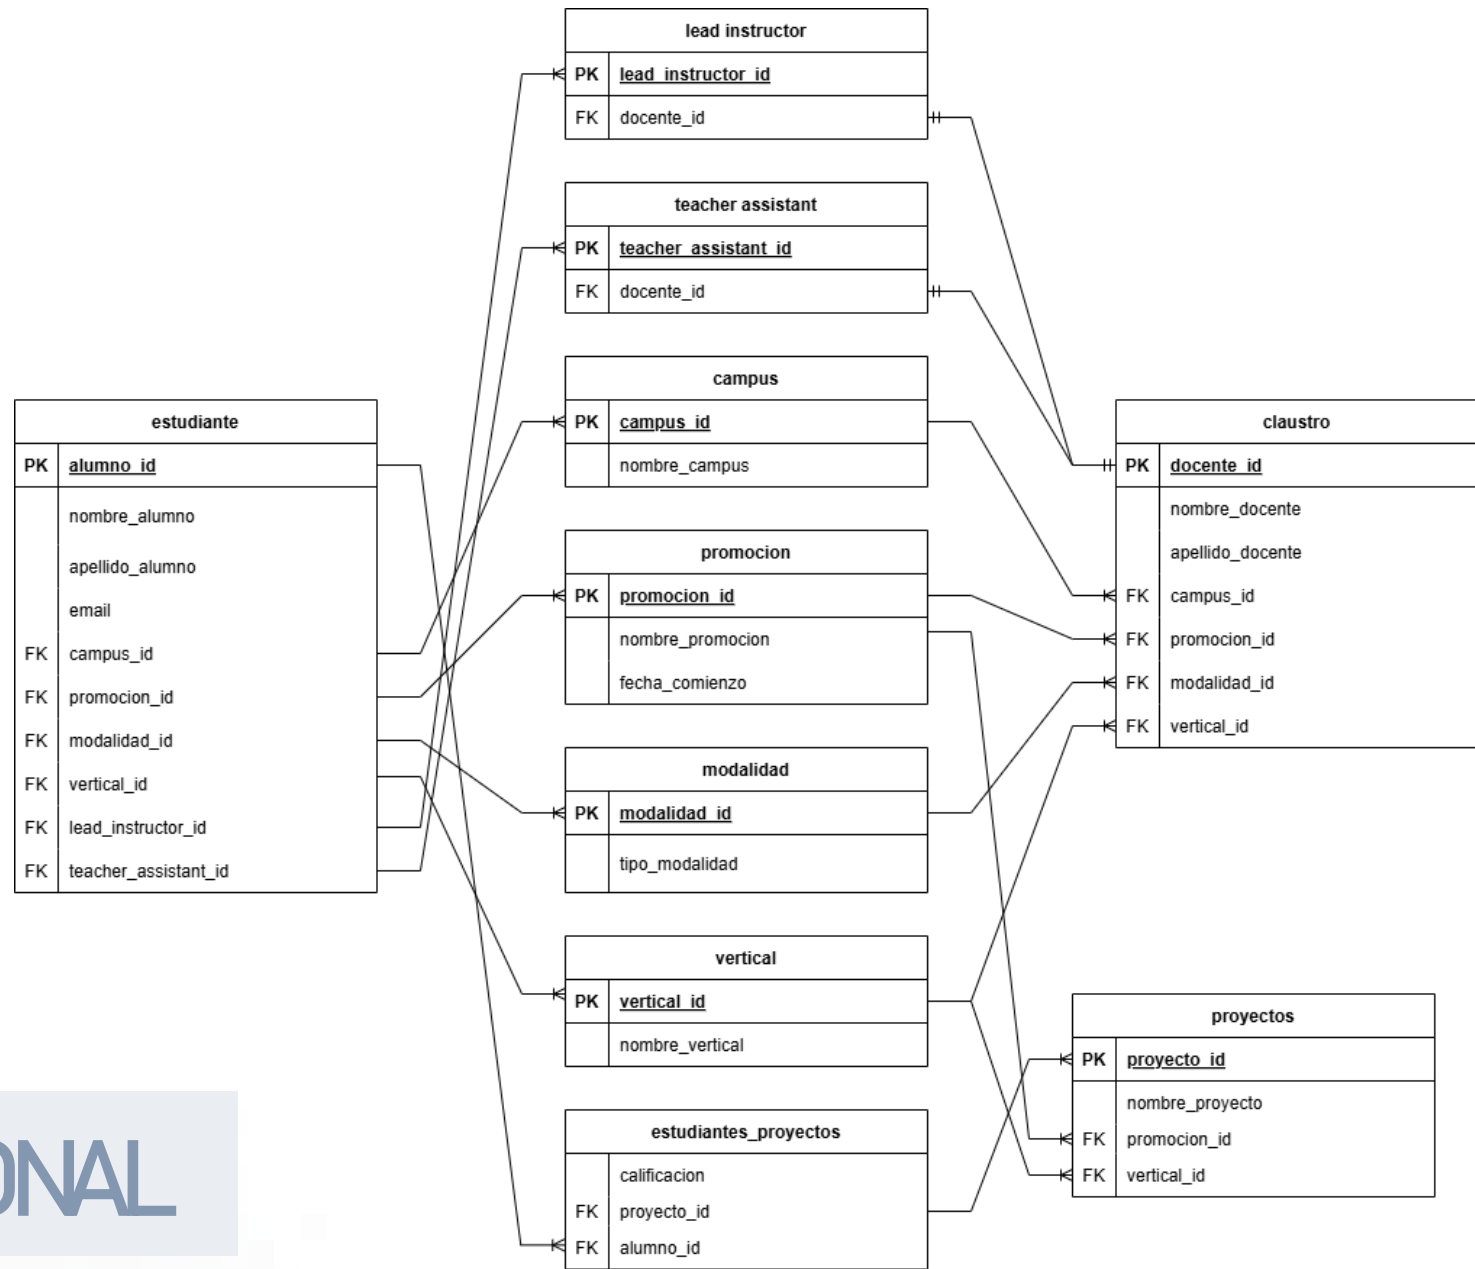 lead instructor
PK lead_instructor_id
FK docente_id
teacher assistant
PK teacher_assistant_id
FK docente_id
campus
PK campus_id
nombre_campus
estudiante
PK alumno_id
nombre_alumno
apellido_alumno
email
FK campus_id
FK promocion_id
FK modalidad_id
FK vertical_id
FK lead_instructor_id
FK teacher_assistant_id
claustro
PK docente_id
nombre_docente
apellido_docente
FK campus_id
FK promocion_id
FK modalidad_id
FK vertical_id
promocion
PK promocion_id
nombre_promocion
fecha_comienzo
modalidad
PK modalidad_id
tipo_modalidad
vertical
PK vertical_id
nombre_vertical
proyectos
PK proyecto_id
nombre_proyecto
FK promocion_id
FK vertical_id
estudiantes_proyectos
calificacion
FK proyecto_id
FK alumno_id
ONAL